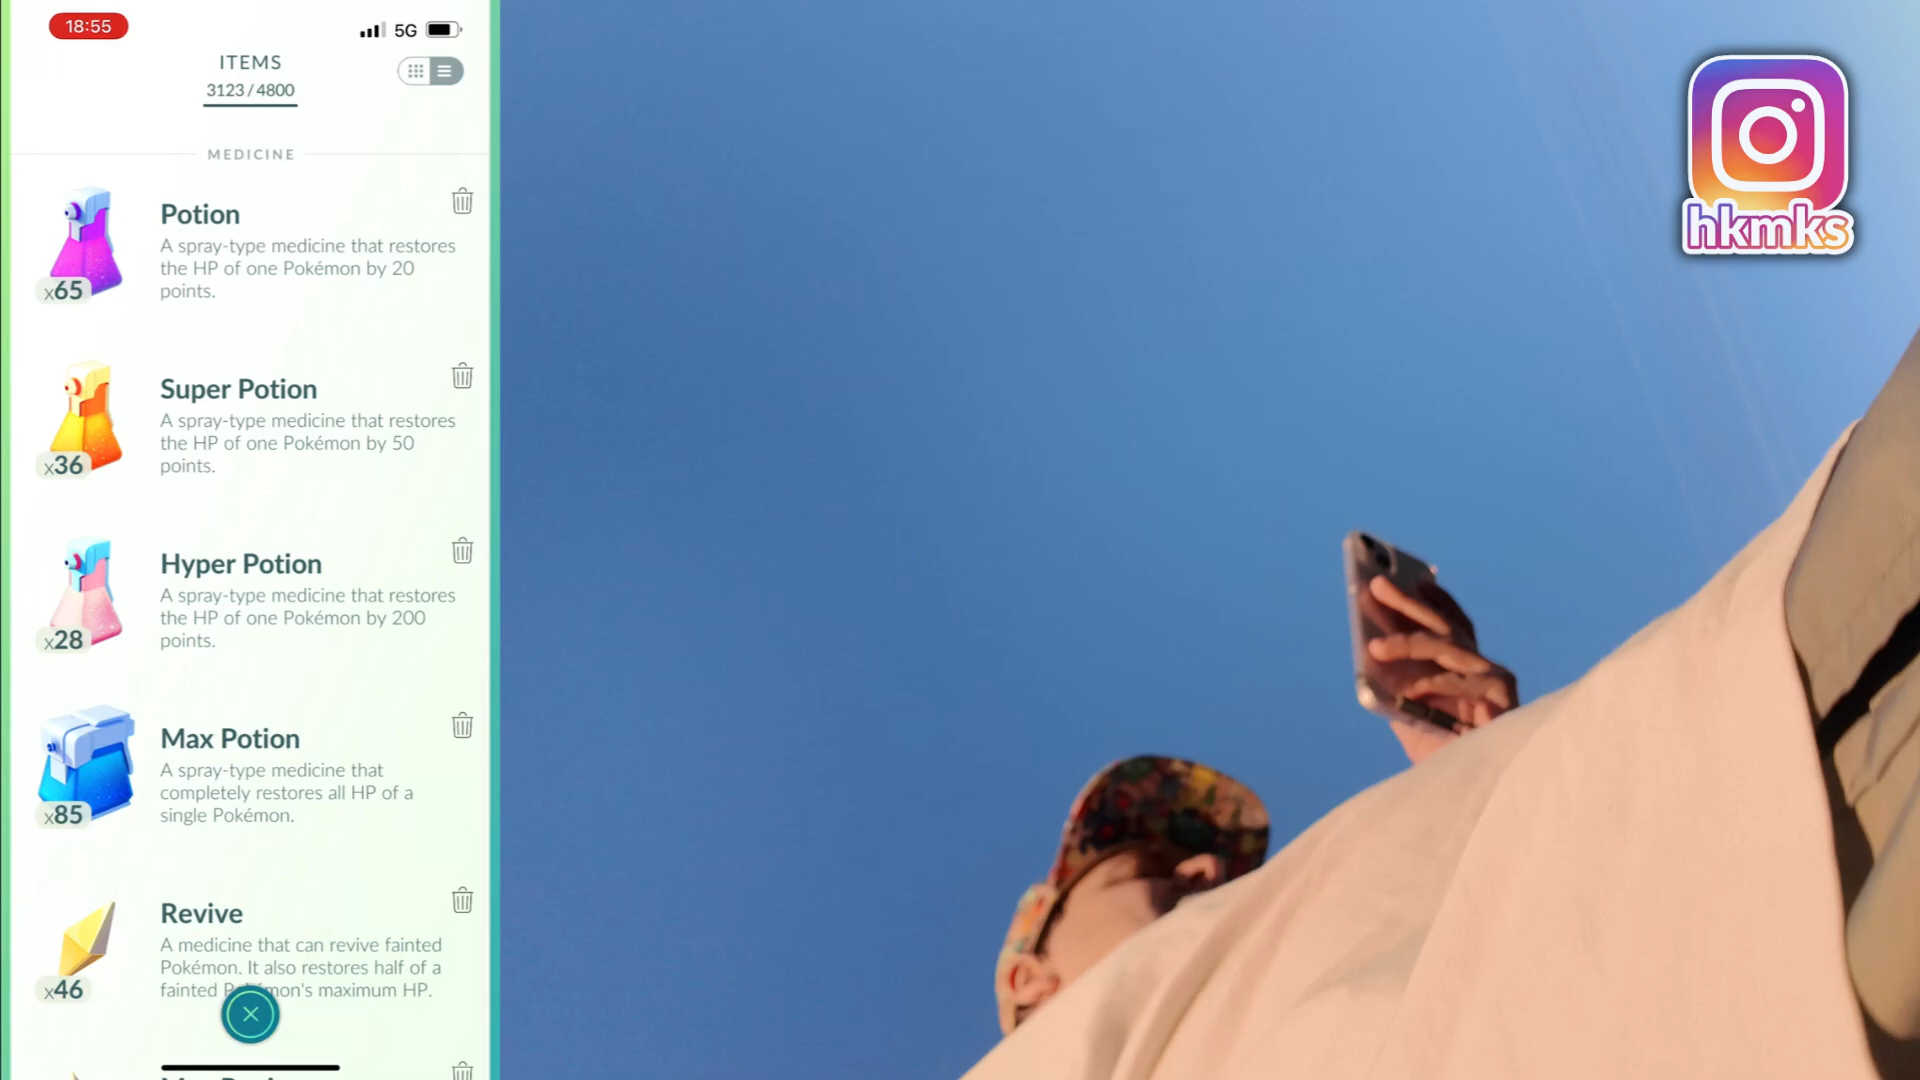 18:55
5G
ITEMS
3123/4800
MEDICINE
Potion
A spray-type medicine that restores
the HP of one Pokémon by 20
points.
x65
Super Potion
A spray-type medicine that restores
the HP of one Pokémon by 50
points.
x36
Hyper Potion
A spray-type medicine that restores
the HP of one Pokémon by 200
points.
x28
Max Potion
A spray-type medicine that
completely restores all HP of a
single Pokémon.
x85
Revive
A medicine that can revive fainted
Pokémon. It also restores half of a
fainted Pokémon's maximum HP.
x46
hkmks